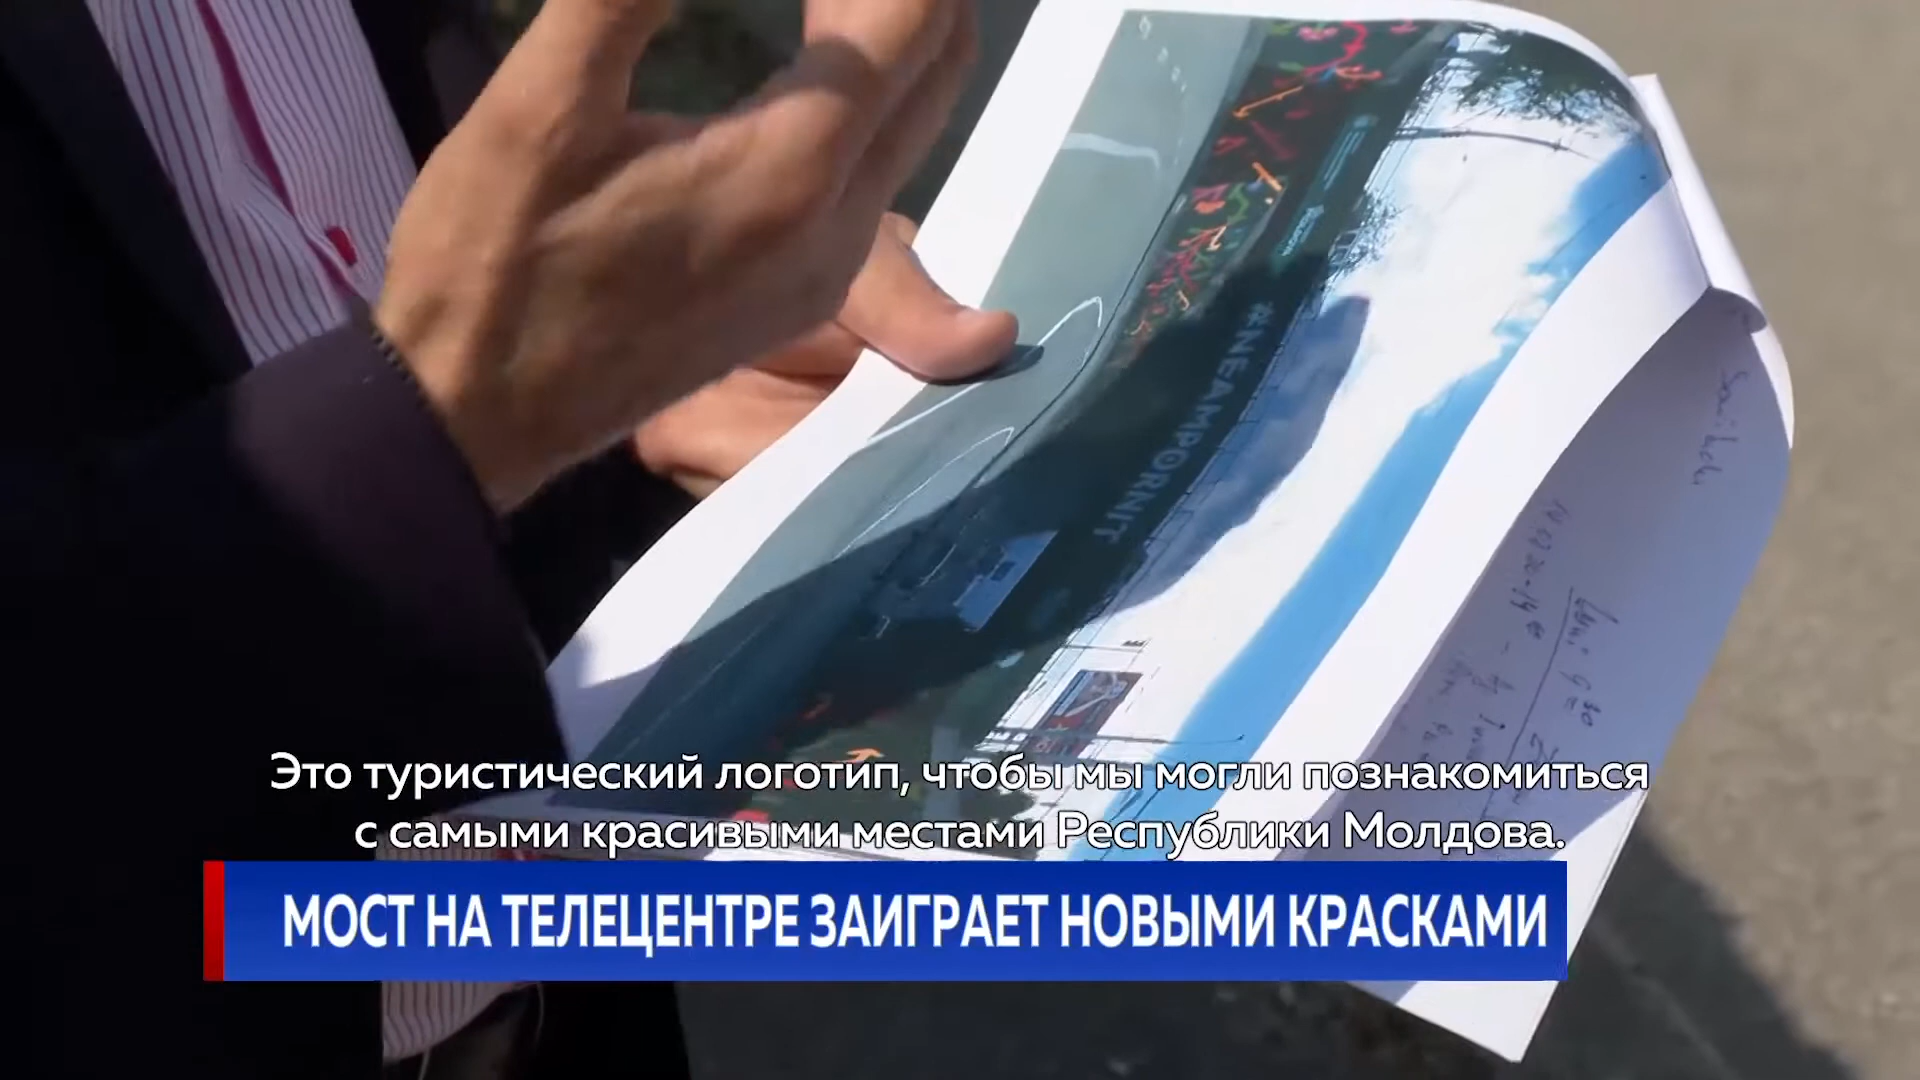 #NEAMPORNIT
Это туристический логотип, чтобы мы могли познакомиться
с самыми красивыми местами Республики Молдова.
МОСТ НА ТЕЛЕЦЕНТРЕ ЗАИГРАЕТ НОВЫМИ КРАСКАМИ